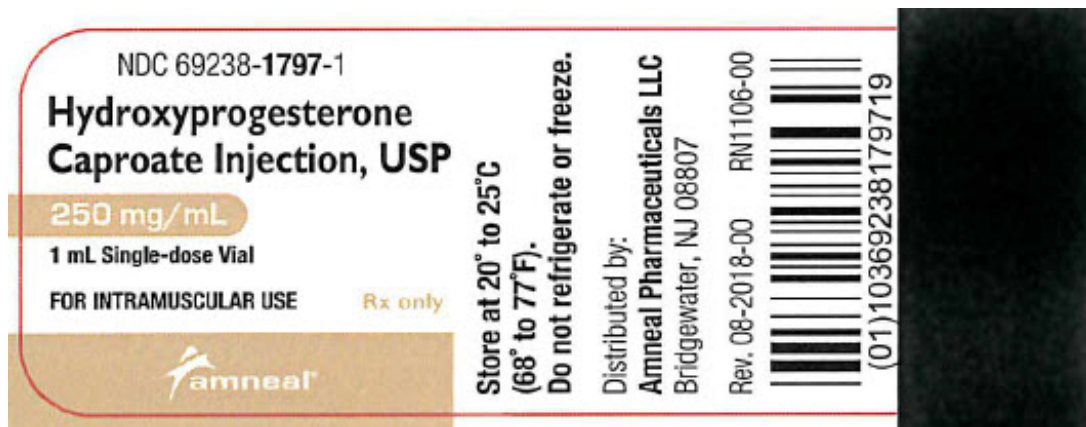 NDC 69238-1797-1
Hydroxyprogesterone
Caproate Injection, USP
250 mg/mL
1 mL Single-dose Vial
FOR INTRAMUSCULAR USE Rx only
amneal®
Store at 20° to 25°C
(68° to 77°F).
Do not refrigerate or freeze.
Distributed by:
Amneal Pharmaceuticals LLC
Bridgewater, NJ 08807
Rev. 08-2018-00 RN1106-00
(01)10369238179719